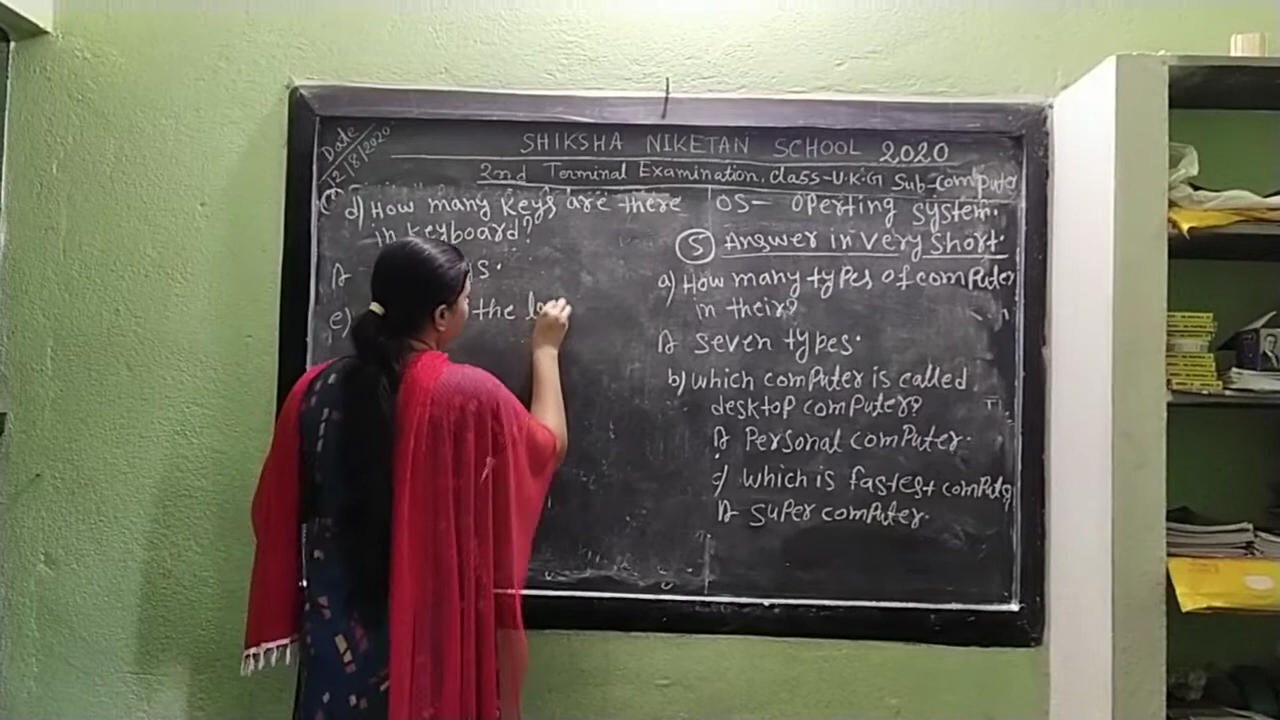 Date
12/8/2020
SHIKSHA NIKETAN SCHOOL 2020
2nd Terminal Examination, Class-U.K.G Sub-Computer
d) How many Keys are there
in keyboard?
A s.
e) the
OS- Operting System.
5 Answer in Very Short.
a) How many types of computer
in their?
A Seven types.
b) which computer is called
desktop computer?
A Personal computer.
c) which is fastest compute
A Super computer.